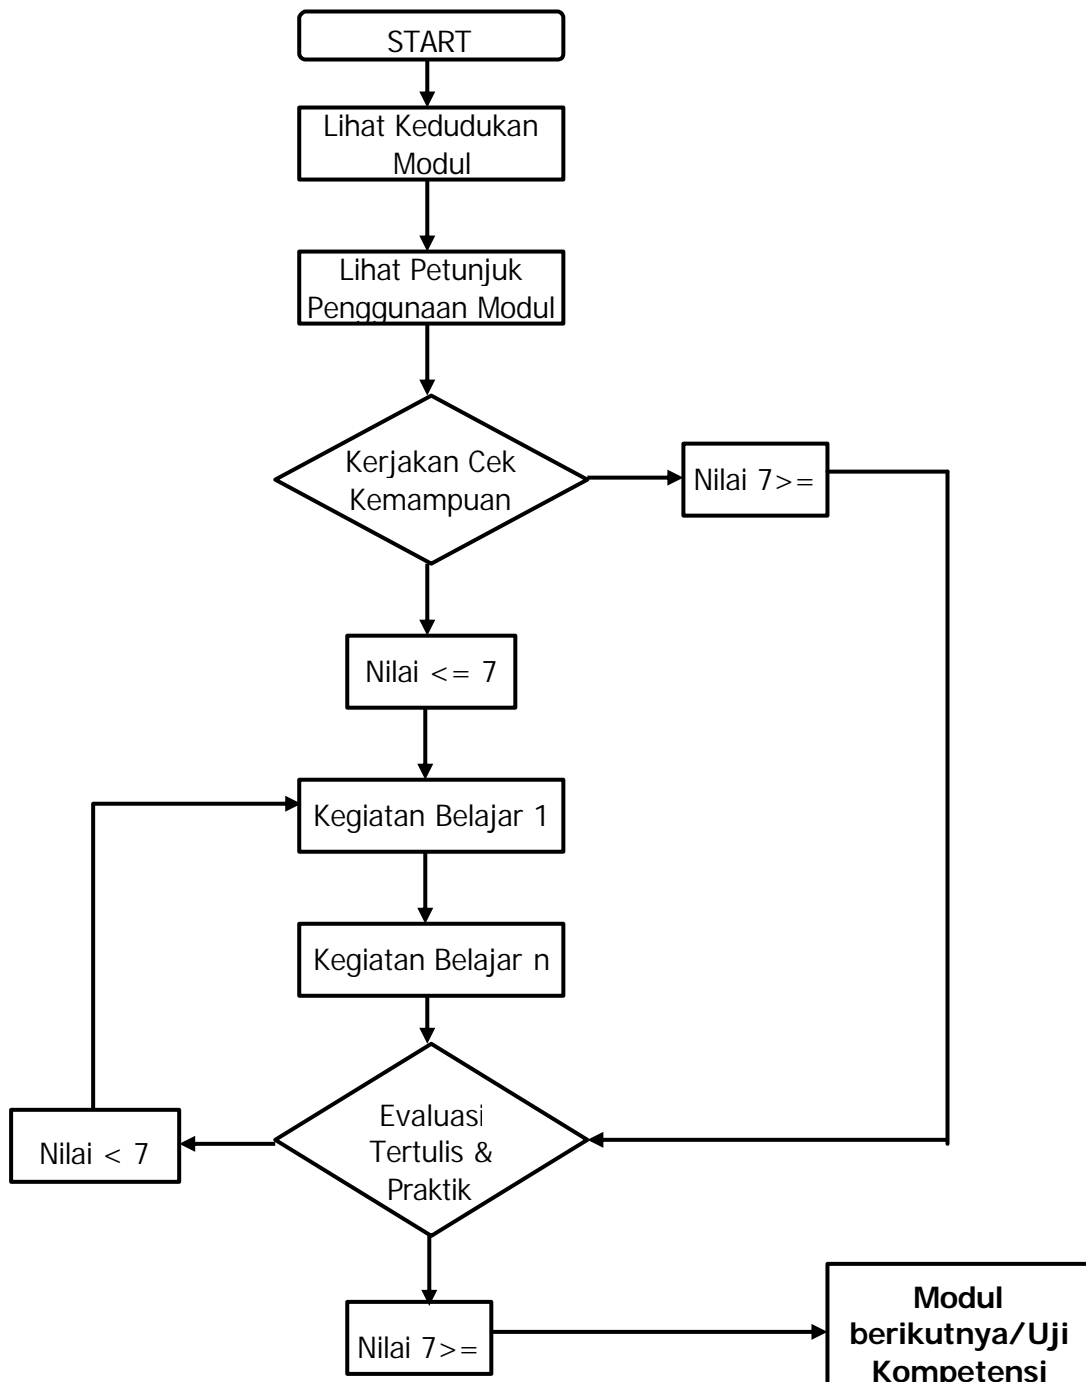 START
Lihat Kedudukan
Modul
Lihat Petunjuk
Penggunaan Modul
Kerjakan Cek
Kemampuan
Nilai 7>=
Nilai <= 7
Kegiatan Belajar 1
Kegiatan Belajar n
Evaluasi
Tertulis &
Praktik
Nilai < 7
Nilai 7>=
Modul
berikutnya/Uji
Kompetensi